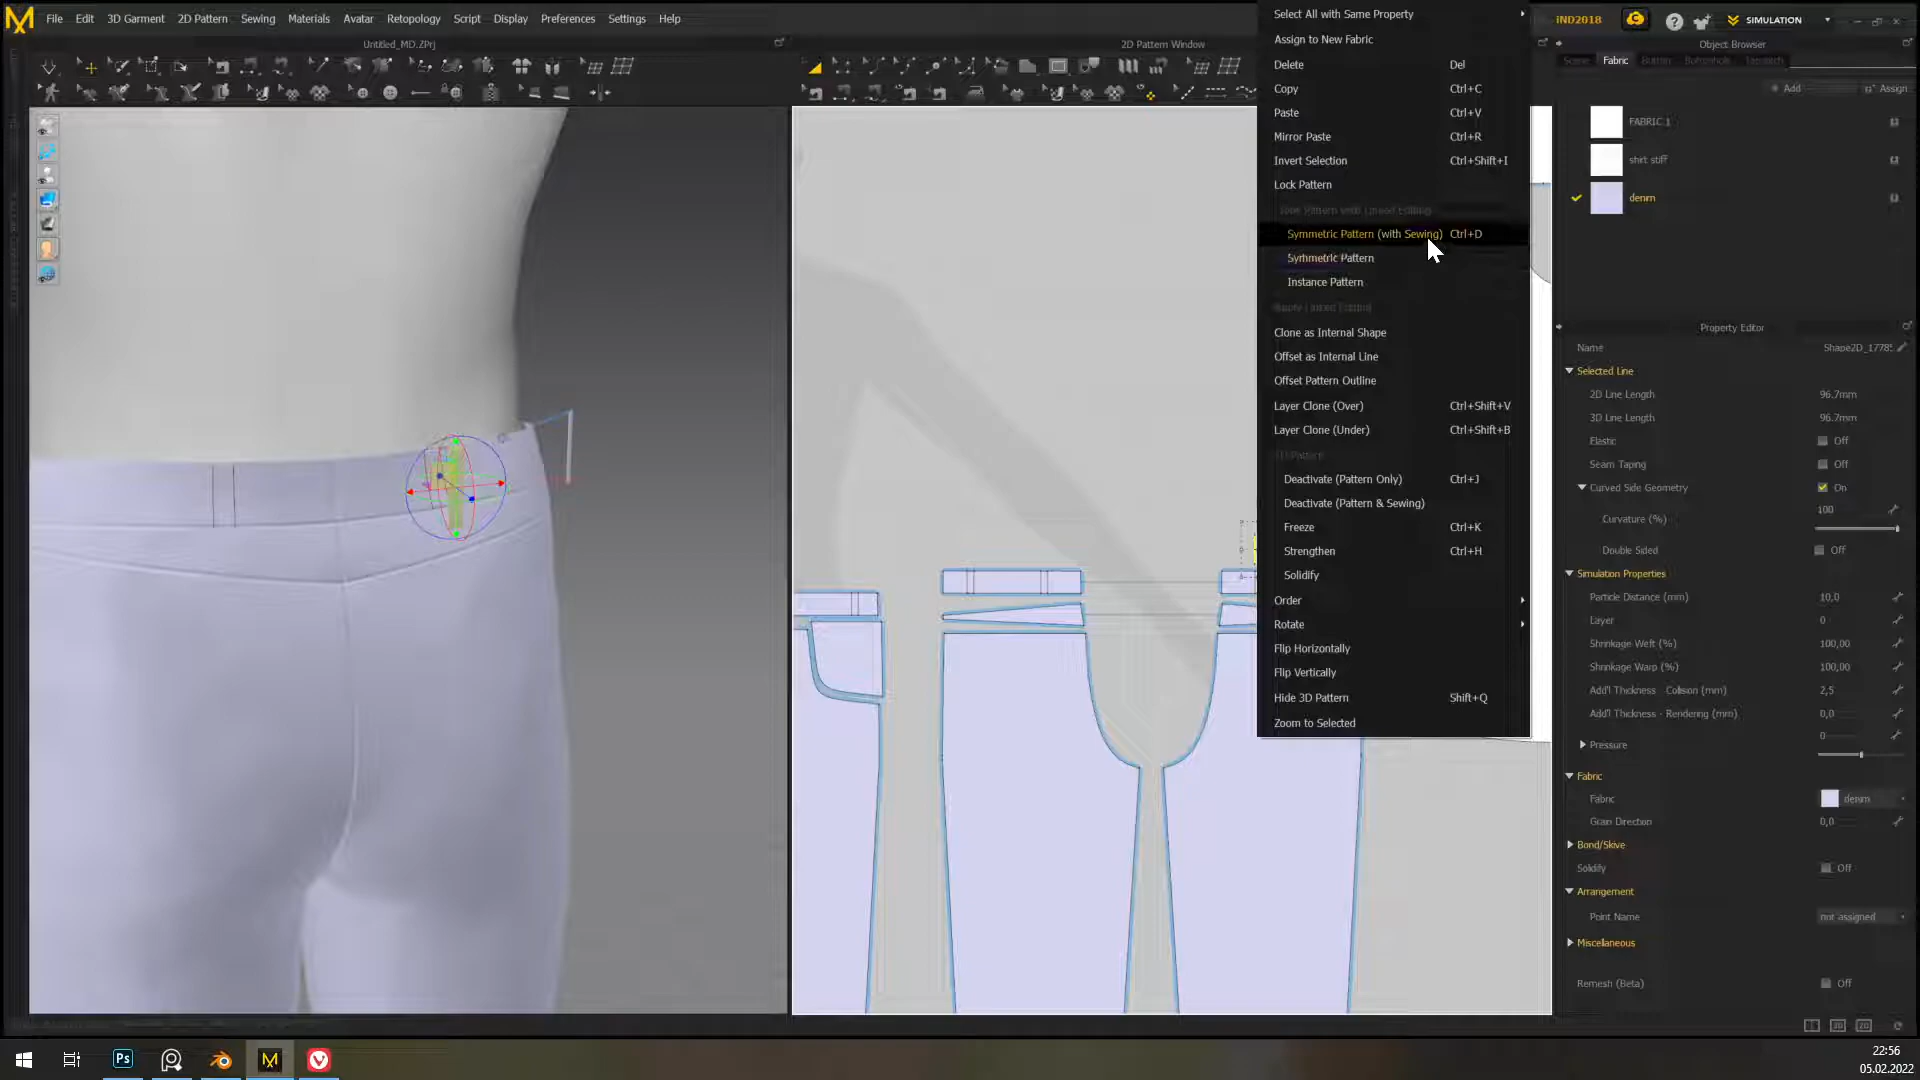 File Edit 3D Garment 2D Pattern Sewing Materials Avatar Retopology Script Display Preferences Settings Help
iND2018
SIMULATION
Untitled_MD.ZPrj
2D Pattern Window
Object Browser
Scene Fabric Button Buttonhole Topstitch
Add Assign
FABRIC 1
shirt stiff
denim
Select All with Same Property
Assign to New Fabric
Delete Del
Copy Ctrl+C
Paste Ctrl+V
Mirror Paste Ctrl+R
Invert Selection Ctrl+Shift+I
Lock Pattern
Symmetric Pattern (with Sewing) Ctrl+D
Symmetric Pattern
Instance Pattern
Clone as Internal Shape
Offset as Internal Line
Offset Pattern Outline
Layer Clone (Over) Ctrl+Shift+V
Layer Clone (Under) Ctrl+Shift+B
Deactivate (Pattern Only) Ctrl+J
Deactivate (Pattern & Sewing)
Freeze Ctrl+K
Strengthen Ctrl+H
Solidify
Order
Rotate
Flip Horizontally
Flip Vertically
Hide 3D Pattern Shift+Q
Zoom to Selected
Property Editor
Name
Selected Line
2D Line Length 96.7mm
3D Line Length 96.7mm
Elastic Off
Seam Taping Off
Curved Side Geometry On
Curvature (%) 100
Double Sided Off
Simulation Properties
Particle Distance (mm) 10,0
Layer 0
Shrinkage Weft (%) 100,00
Shrinkage Warp (%) 100,00
Add'l Thickness - Collision (mm) 2,5
Add'l Thickness - Rendering (mm) 0,0
Pressure 0
Fabric
Fabric denim
Grain Direction 0,0
Bond/Skive
Solidify Off
Arrangement
Point Name not assigned
Miscellaneous
Remesh (Beta) Off
22:56
05.02.2022